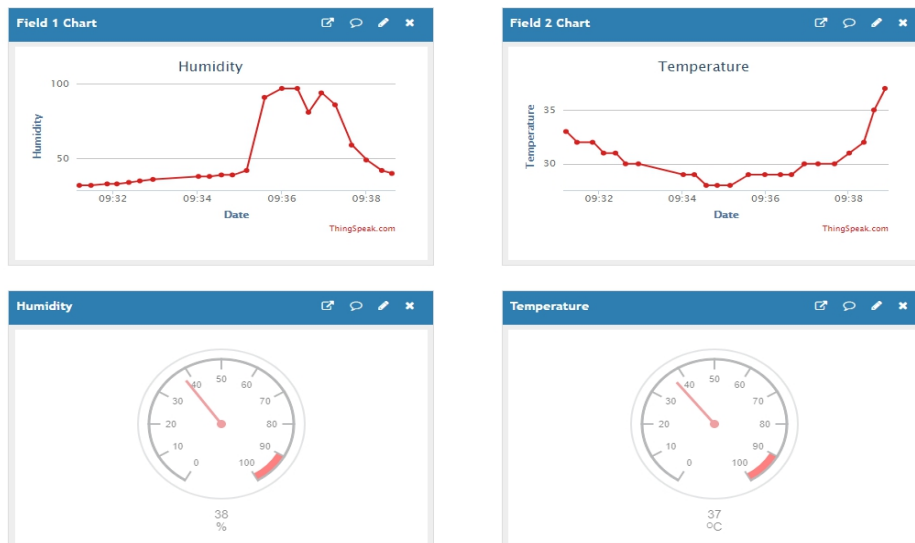 Field 1 Chart
Humidity
100
50
Humidity
09:32 09:34 09:36 09:38
Date
ThingSpeak.com
Field 2 Chart
Temperature
35
30
Temperature
09:32 09:34 09:36 09:38
Date
ThingSpeak.com
Humidity
0 10 20 30 40 50 60 70 80 90 100
38
%
Temperature
0 10 20 30 40 50 60 70 80 90 100
37
°C